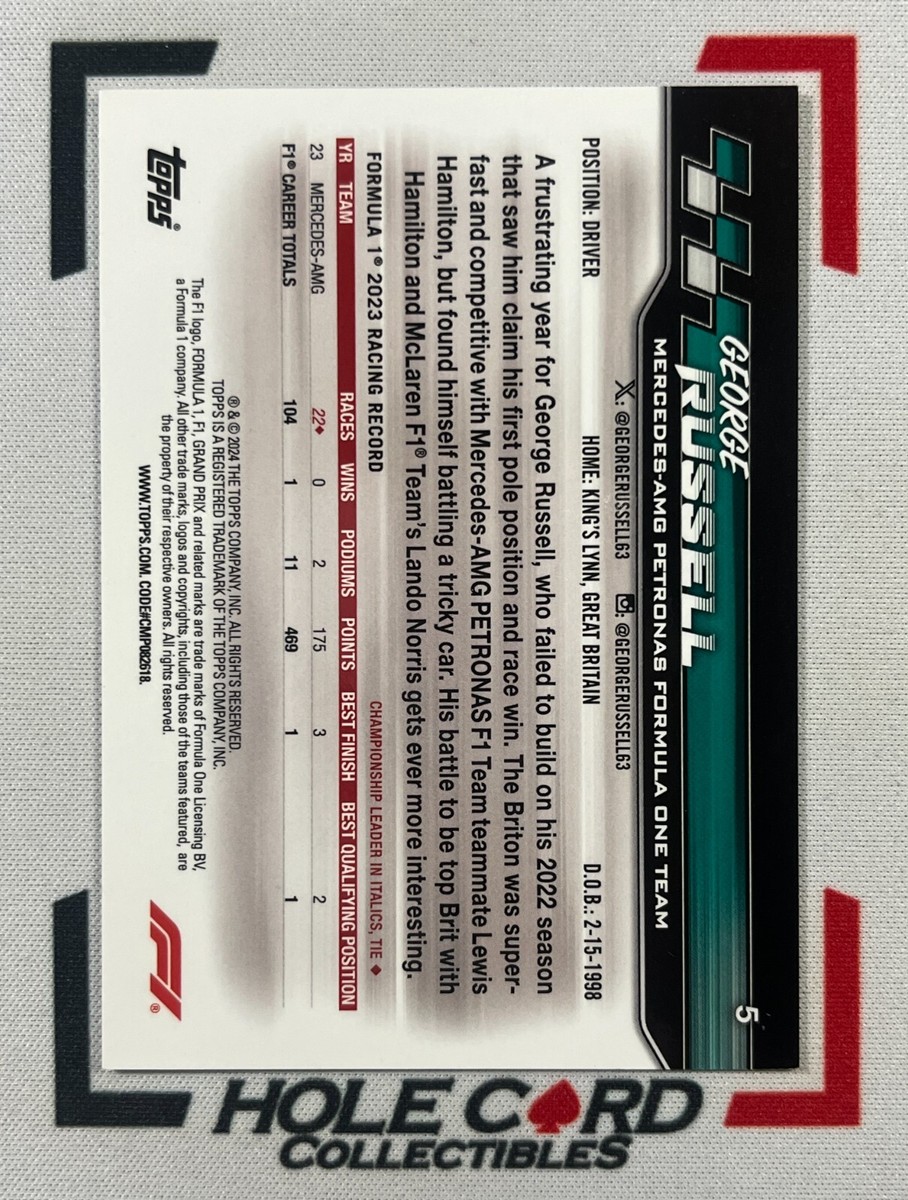 5
GEORGE
RUSSELL
MERCEDES-AMG PETRONAS FORMULA ONE TEAM
X: @GEORGERUSSELL63 : @GEORGERUSSELL63
POSITION: DRIVER HOME: KING'S LYNN, GREAT BRITAIN D.O.B.: 2-15-1998
A frustrating year for George Russell, who failed to build on his 2022 season
that saw him claim his first pole position and race win. The Briton was super-
fast and competitive with Mercedes-AMG PETRONAS F1 Team teammate Lewis
Hamilton, but found himself battling a tricky car. His battle to be top Brit with
Hamilton and McLaren F1® Team's Lando Norris gets ever more interesting.
FORMULA 1® 2023 RACING RECORD CHAMPIONSHIP LEADER IN ITALICS, TIE ◆
YR TEAM RACES WINS PODIUMS POINTS BEST FINISH BEST QUALIFYING POSITION
23 MERCEDES-AMG 22◆ 0 2 175 3 2
F1® CAREER TOTALS 104 1 11 469 1 1
topps®
® & © 2024 THE TOPPS COMPANY, INC. ALL RIGHTS RESERVED.
TOPPS IS A REGISTERED TRADEMARK OF THE TOPPS COMPANY, INC.
The F1 logo, FORMULA 1, F1, GRAND PRIX and related marks are trade marks of Formula One Licensing BV,
a Formula 1 company. All other trade marks, logos and copyrights, including those of the teams featured, are
the property of their respective owners. All rights reserved.
WWW.TOPPS.COM. CODE#CMP082618.
F1®
HOLE CARD
COLLECTIBLES